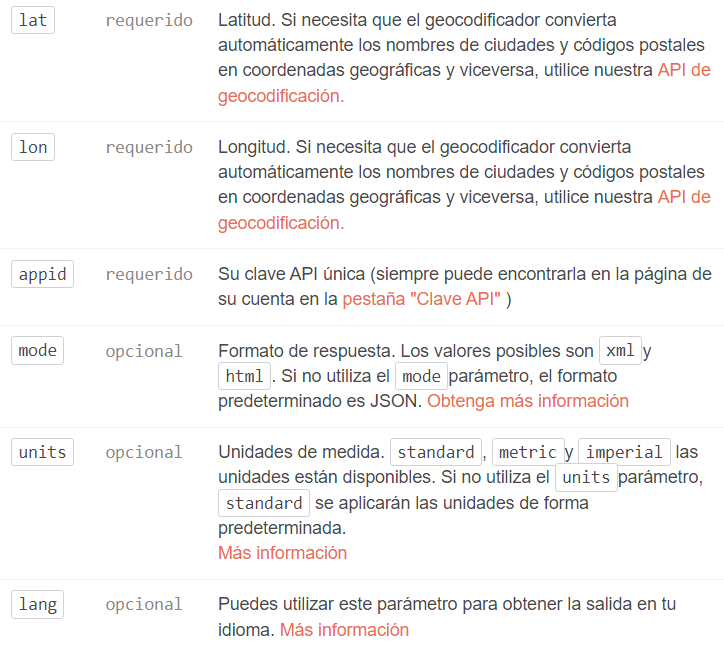 lat requerido Latitud. Si necesita que el geocodificador convierta
automáticamente los nombres de ciudades y códigos postales
en coordenadas geográficas y viceversa, utilice nuestra API de
geocodificación.
lon requerido Longitud. Si necesita que el geocodificador convierta
automáticamente los nombres de ciudades y códigos postales
en coordenadas geográficas y viceversa, utilice nuestra API de
geocodificación.
appid requerido Su clave API única (siempre puede encontrarla en la página de
su cuenta en la pestaña "Clave API" )
mode opcional Formato de respuesta. Los valores posibles son xml y
html . Si no utiliza el mode parámetro, el formato
predeterminado es JSON. Obtenga más información
units opcional Unidades de medida. standard , metric y imperial las
unidades están disponibles. Si no utiliza el units parámetro,
standard se aplicarán las unidades de forma
predeterminada.
Más información
lang opcional Puedes utilizar este parámetro para obtener la salida en tu
idioma. Más información